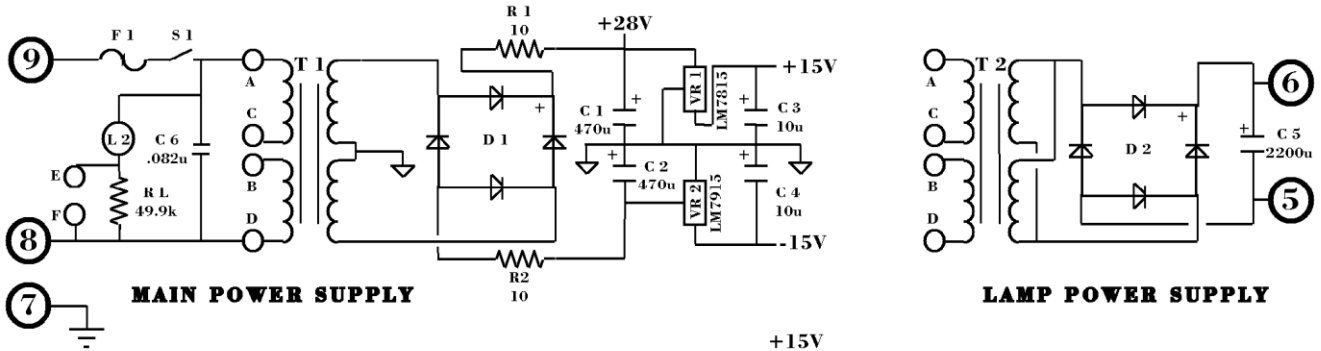 9
F 1
S 1
A
C
B
D
T 1
L 2
C 6
.082u
E
F
R L
49.9k
8
7
MAIN POWER SUPPLY
R 1
10
D 1
R2
10
+28V
+
+
C 1
470u
+
C 2
470u
VR 1
LM7815
VR 2
LM7915
+15V
+
C 3
10u
+
C 4
10u
-15V
+15V
A
C
B
D
T 2
D 2
+
+
C 5
2200u
6
5
LAMP POWER SUPPLY